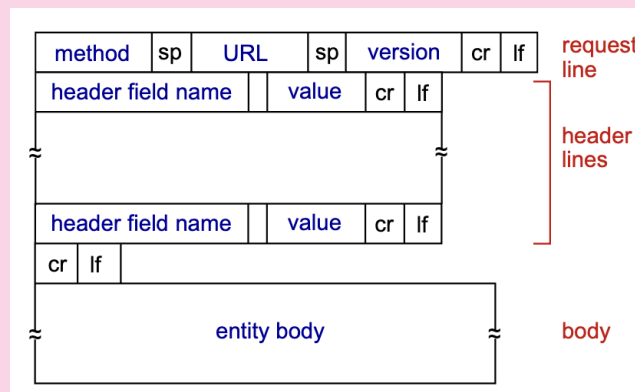 method sp URL sp version cr lf request
line
header field name value cr lf
header
lines
header field name value cr lf
cr lf
entity body body